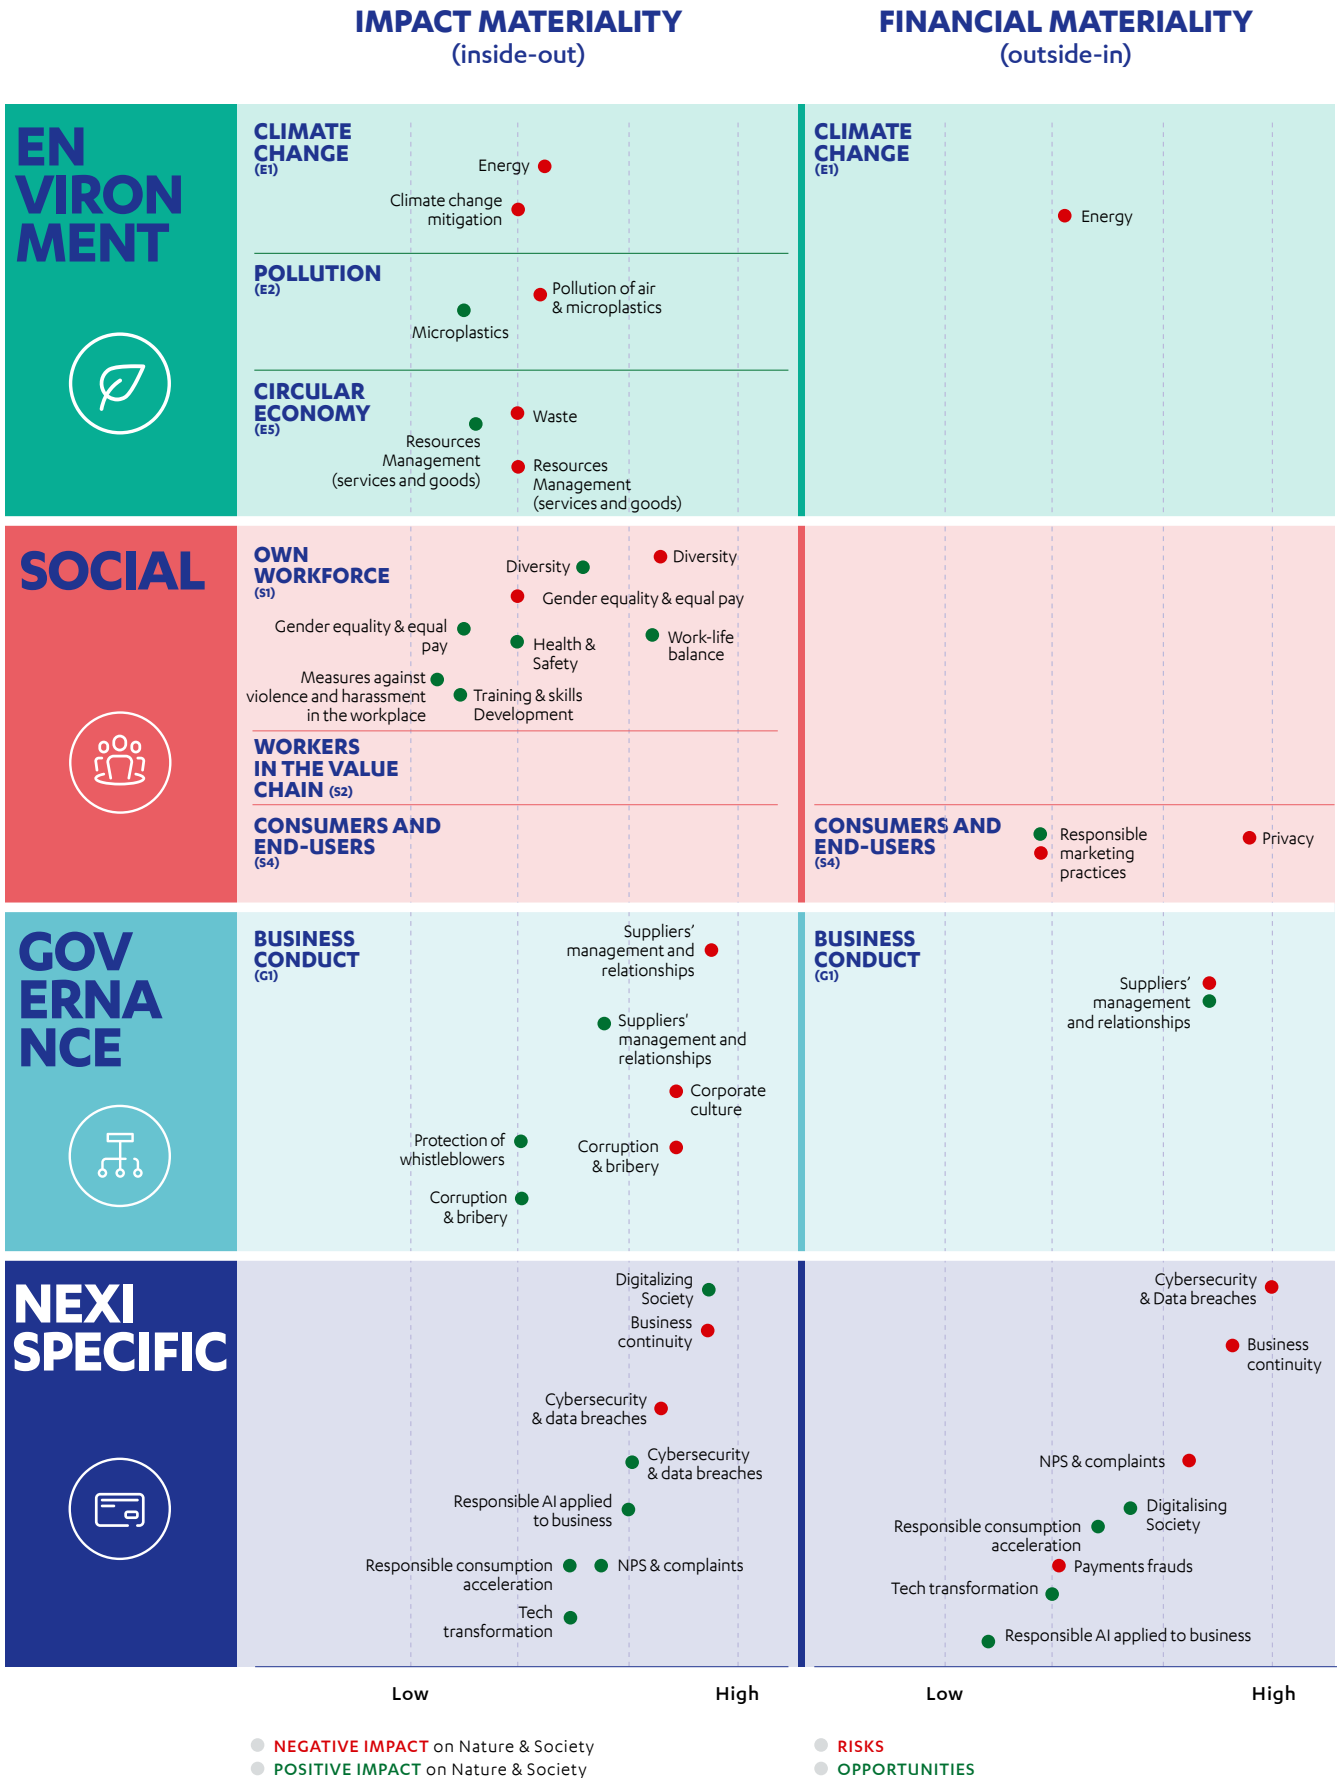 IMPACT MATERIALITY
(inside-out)
FINANCIAL MATERIALITY
(outside-in)
EN
VIRON
MENT
CLIMATE
CHANGE
(E1)
Energy
Climate change
mitigation
POLLUTION
(E2)
Pollution of air
& microplastics
Microplastics
CIRCULAR
ECONOMY
(E5)
Waste
Resources
Management
(services and goods)
Resources
Management
(services and goods)
CLIMATE
CHANGE
(E1)
Energy
SOCIAL
OWN
WORKFORCE
(S1)
Diversity
Diversity
Gender equality & equal pay
Gender equality & equal
pay
Health &
Safety
Work-life
balance
Measures against
violence and harassment
in the workplace
Training & skills
Development
WORKERS
IN THE VALUE
CHAIN (S2)
CONSUMERS AND
END-USERS
(S4)
CONSUMERS AND
END-USERS
(S4)
Responsible
marketing
practices
Privacy
GOV
ERNA
NCE
BUSINESS
CONDUCT
(G1)
Suppliers'
management and
relationships
Suppliers'
management and
relationships
Corporate
culture
Protection of
whistleblowers
Corruption
& bribery
Corruption
& bribery
BUSINESS
CONDUCT
(G1)
Suppliers'
management
and relationships
NEXI
SPECIFIC
Digitalizing
Society
Business
continuity
Cybersecurity
& data breaches
Cybersecurity
& data breaches
Responsible AI applied
to business
Responsible consumption
acceleration
NPS & complaints
Tech
transformation
Cybersecurity
& Data breaches
Business
continuity
NPS & complaints
Digitalising
Society
Responsible consumption
acceleration
Payments frauds
Tech transformation
Responsible AI applied to business
Low
High
Low
High
NEGATIVE IMPACT on Nature & Society
POSITIVE IMPACT on Nature & Society
RISKS
OPPORTUNITIES